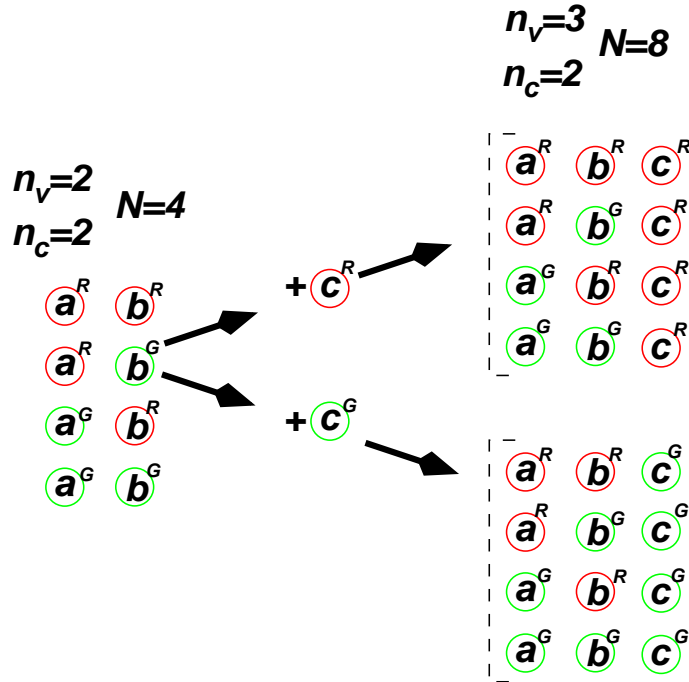 n_v=2
n_c=2
N=4
a^R b^R
a^R b^G
a^G b^R
a^G b^G
+c^R
+c^G
n_v=3
n_c=2
N=8
a^R b^R c^R
a^R b^G c^R
a^G b^R c^R
a^G b^G c^R
a^R b^R c^G
a^R b^G c^G
a^G b^R c^G
a^G b^G c^G